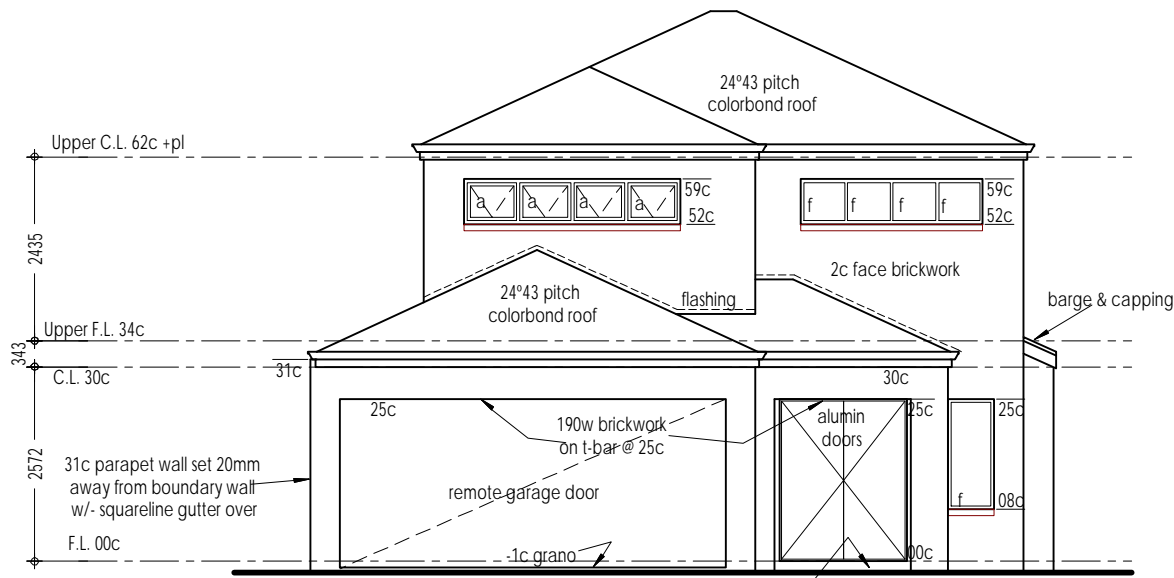 24º43 pitch
colorbond roof
Upper C.L. 62c +pl
a
a
a
a
59c
52c
f
f
f
f
59c
52c
2435
2c face brickwork
24º43 pitch
colorbond roof
flashing
barge & capping
Upper F.L. 34c
343
31c
C.L. 30c
30c
25c
190w brickwork
on t-bar @ 25c
alumin
doors
25c
25c
2572
31c parapet wall set 20mm
away from boundary wall
w/- squareline gutter over
remote garage door
f
08c
F.L. 00c
-1c grano
00c